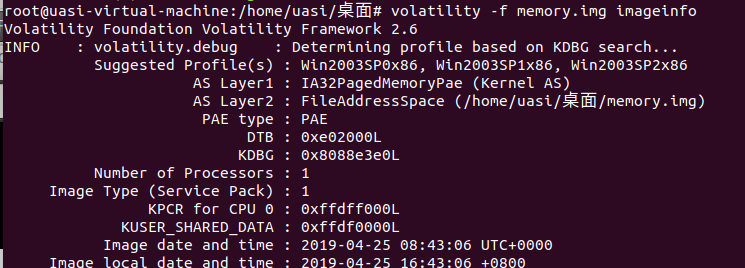 root@uasi-virtual-machine:/home/uasi/桌面# volatility -f memory.img imageinfo
Volatility Foundation Volatility Framework 2.6
INFO    : volatility.debug    : Determining profile based on KDBG search...
Suggested Profile(s) : Win2003SP0x86, Win2003SP1x86, Win2003SP2x86
AS Layer1 : IA32PagedMemoryPae (Kernel AS)
AS Layer2 : FileAddressSpace (/home/uasi/桌面/memory.img)
PAE type : PAE
DTB : 0xe02000L
KDBG : 0x8088e3e0L
Number of Processors : 1
Image Type (Service Pack) : 1
KPCR for CPU 0 : 0xffdff000L
KUSER_SHARED_DATA : 0xffdf0000L
Image date and time : 2019-04-25 08:43:06 UTC+0000
Image local date and time : 2019-04-25 16:43:06 +0800